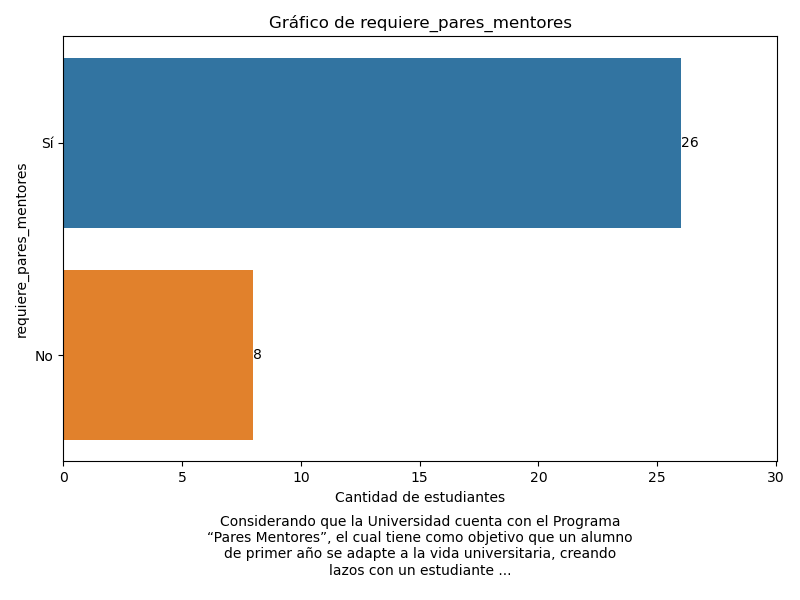 Gráfico de requiere_pares_mentores
Sí
26
requiere_pares_mentores
No
8
0 5 10 15 20 25 30
Cantidad de estudiantes
Considerando que la Universidad cuenta con el Programa
“Pares Mentores”, el cual tiene como objetivo que un alumno
de primer año se adapte a la vida universitaria, creando
lazos con un estudiante ...